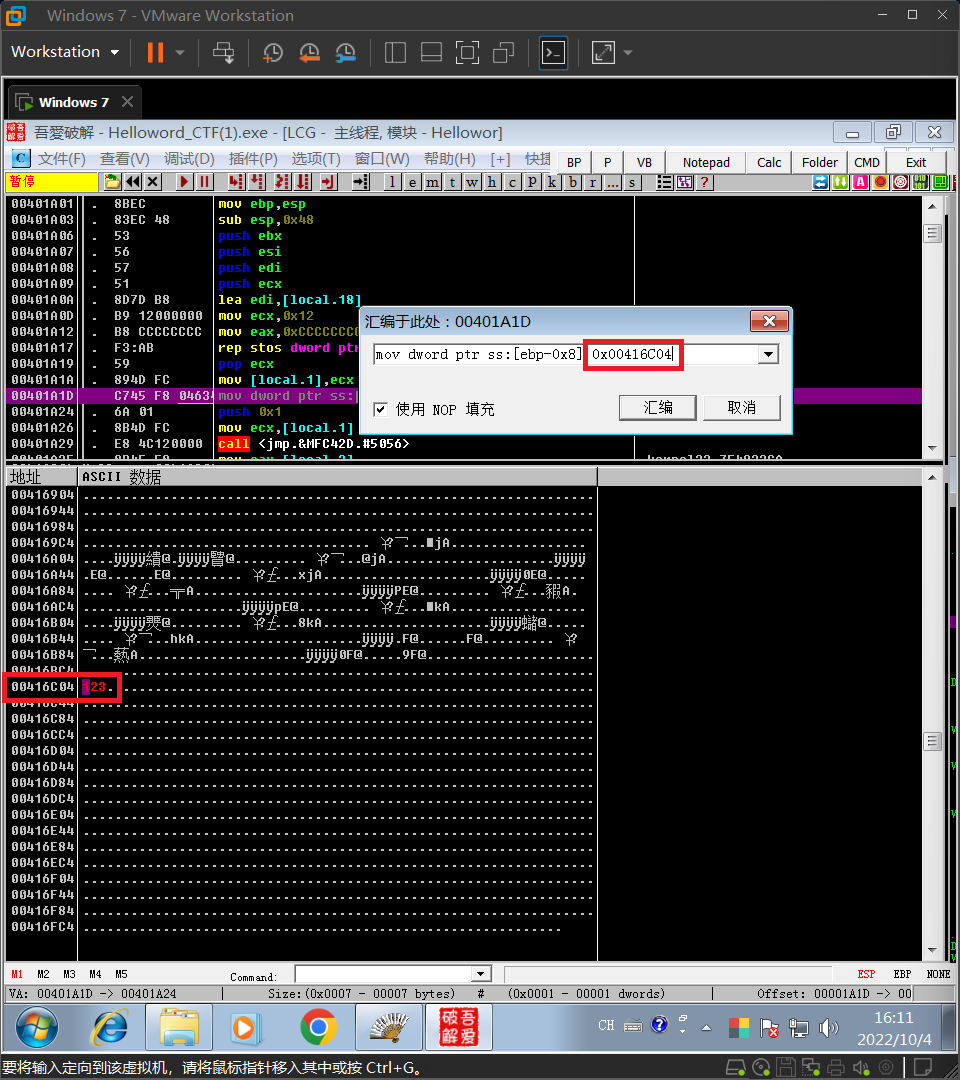 Windows 7 - VMware Workstation
Workstation
Windows 7
吾愛破解 - Helloword_CTF(1).exe - [LCG - 主线程, 模块 - Hellowor]
C 文件(F) 查看(V) 调试(D) 插件(P) 选项(T) 窗口(W) 帮助(H) [+] 快捷 BP P VB Notepad Calc Folder CMD Exit
暂停 l e m t w h c p k b r ... s ?
00401A01 . 8BEC mov ebp,esp
00401A03 . 83EC 48 sub esp,0x48
00401A06 . 53 push ebx
00401A07 . 56 push esi
00401A08 . 57 push edi
00401A09 . 51 push ecx
00401A0A . 8D7D B8 lea edi,[local.18]
00401A0D . B9 12000000 mov ecx,0x12
00401A12 . B8 CCCCCCCC mov eax,0xCCCCCCCC
00401A17 . F3:AB rep stos dword ptr
00401A19 . 59 pop ecx
00401A1A . 894D FC mov [local.1],ecx
00401A1D . C745 F8 0463 mov dword ptr ss:[
00401A24 . 6A 01 push 0x1
00401A26 . 8B4D FC mov ecx,[local.1]
00401A29 . E8 4C120000 call <jmp.&MFC42D.#5056>
汇编于此处：00401A1D
mov dword ptr ss:[ebp-0x8] 0x00416C04
使用 NOP 填充
汇编
取消
地址 ASCII 数据
00416904
00416944
00416984
004169C4
00416A04
00416A44
00416A84
00416AC4
00416B04
00416B44
00416B84
00416BC4
00416C04 123.
00416C44
00416C84
00416CC4
00416D04
00416D44
00416D84
00416DC4
00416E04
00416E44
00416E84
00416EC4
00416F04
00416F44
00416F84
00416FC4
M1 M2 M3 M4 M5 Command: ESP EBP NONE
VA: 00401A1D -> 00401A24 Size:(0x0007 - 00007 bytes) # (0x0001 - 00001 dwords) Offset: 00001A1D -> 00
破吾解爱
CH
16:11
2022/10/4
要将输入定向到该虚拟机，请将鼠标指针移入其中或按 Ctrl+G。